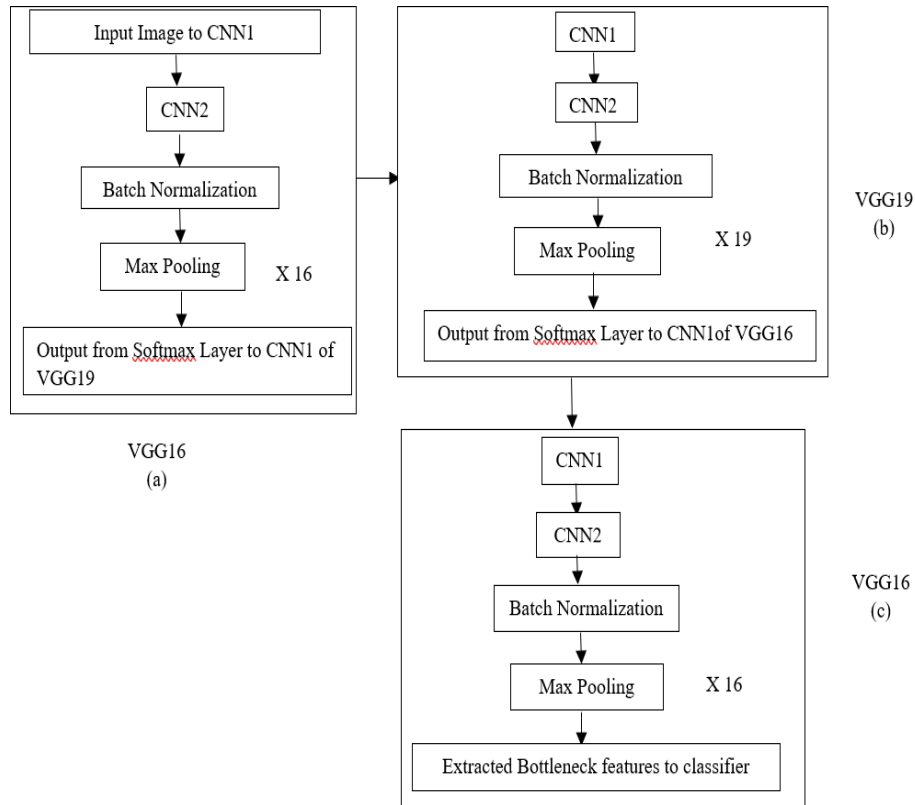 Input Image to CNN1
CNN2
Batch Normalization
Max Pooling
X 16
Output from Softmax Layer to CNN1 of
VGG19
VGG16
(a)
CNN1
CNN2
Batch Normalization
Max Pooling
X 19
Output from Softmax Layer to CNN1of VGG16
VGG19
(b)
CNN1
CNN2
Batch Normalization
Max Pooling
X 16
Extracted Bottleneck features to classifier
VGG16
(c)